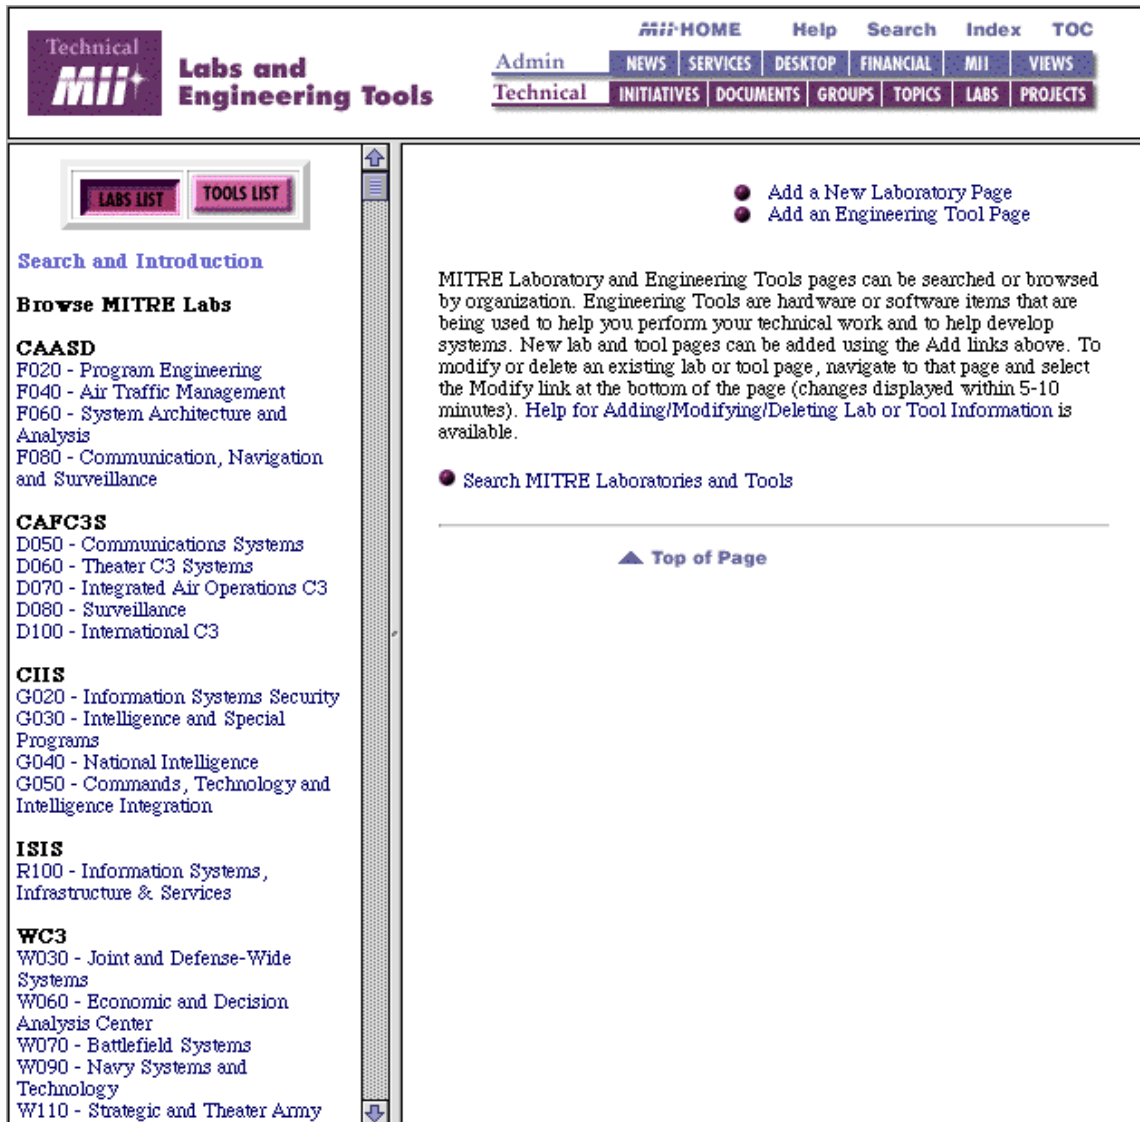 Technical
Mii
Labs and
Engineering Tools
Mii·HOME Help Search Index TOC
Admin NEWS SERVICES DESKTOP FINANCIAL MII VIEWS
Technical INITIATIVES DOCUMENTS GROUPS TOPICS LABS PROJECTS
LABS LIST TOOLS LIST
Search and Introduction
Browse MITRE Labs
CAASD
F020 - Program Engineering
F040 - Air Traffic Management
F060 - System Architecture and
Analysis
F080 - Communication, Navigation
and Surveillance
CAFC3S
D050 - Communications Systems
D060 - Theater C3 Systems
D070 - Integrated Air Operations C3
D080 - Surveillance
D100 - International C3
CIIS
G020 - Information Systems Security
G030 - Intelligence and Special
Programs
G040 - National Intelligence
G050 - Commands, Technology and
Intelligence Integration
ISIS
R100 - Information Systems,
Infrastructure & Services
WC3
W030 - Joint and Defense-Wide
Systems
W060 - Economic and Decision
Analysis Center
W070 - Battlefield Systems
W090 - Navy Systems and
Technology
W110 - Strategic and Theater Army
Add a New Laboratory Page
Add an Engineering Tool Page
MITRE Laboratory and Engineering Tools pages can be searched or browsed
by organization. Engineering Tools are hardware or software items that are
being used to help you perform your technical work and to help develop
systems. New lab and tool pages can be added using the Add links above. To
modify or delete an existing lab or tool page, navigate to that page and select
the Modify link at the bottom of the page (changes displayed within 5-10
minutes). Help for Adding/Modifying/Deleting Lab or Tool Information is
available.
Search MITRE Laboratories and Tools
Top of Page